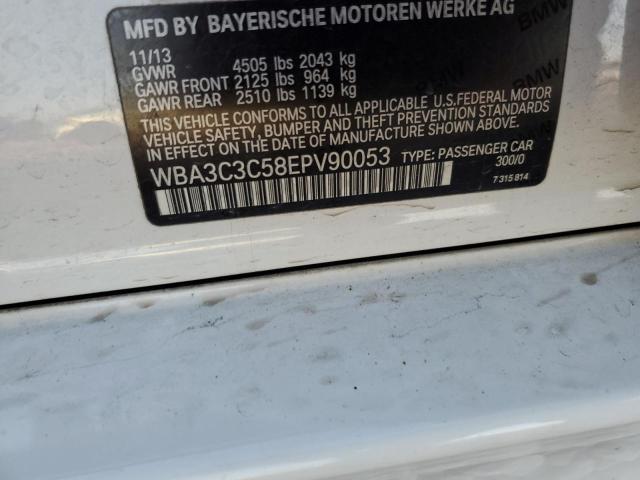 MFD BY BAYERISCHE MOTOREN WERKE AG
11/13
GVWR 4505 lbs 2043 kg
GAWR FRONT 2125 lbs 964 kg
GAWR REAR 2510 lbs 1139 kg
THIS VEHICLE CONFORMS TO ALL APPLICABLE U.S.FEDERAL MOTOR
VEHICLE SAFETY, BUMPER AND THEFT PREVENTION STANDARDS
IN EFFECT ON THE DATE OF MANUFACTURE SHOWN ABOVE.
WBA3C3C58EPV90053 TYPE: PASSENGER CAR
300/0
7 315 814
BMW
BMW
BMW